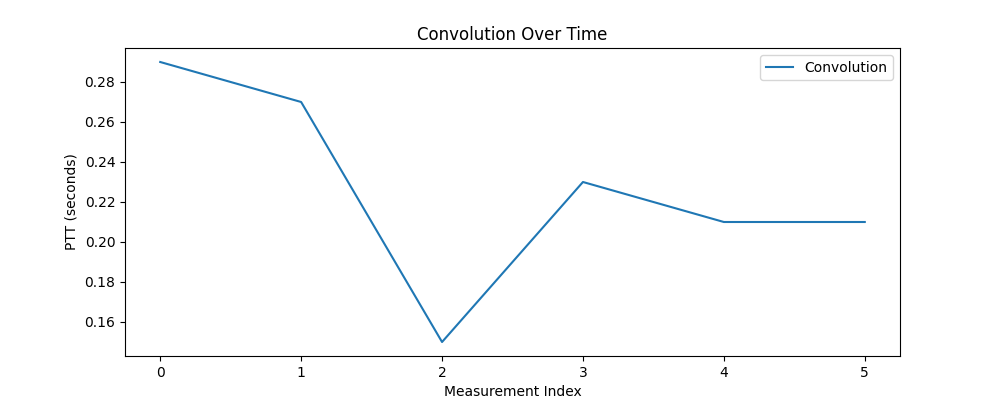 Convolution Over Time
Convolution
PTT (seconds)
0.28
0.26
0.24
0.22
0.20
0.18
0.16
0 1 2 3 4 5
Measurement Index